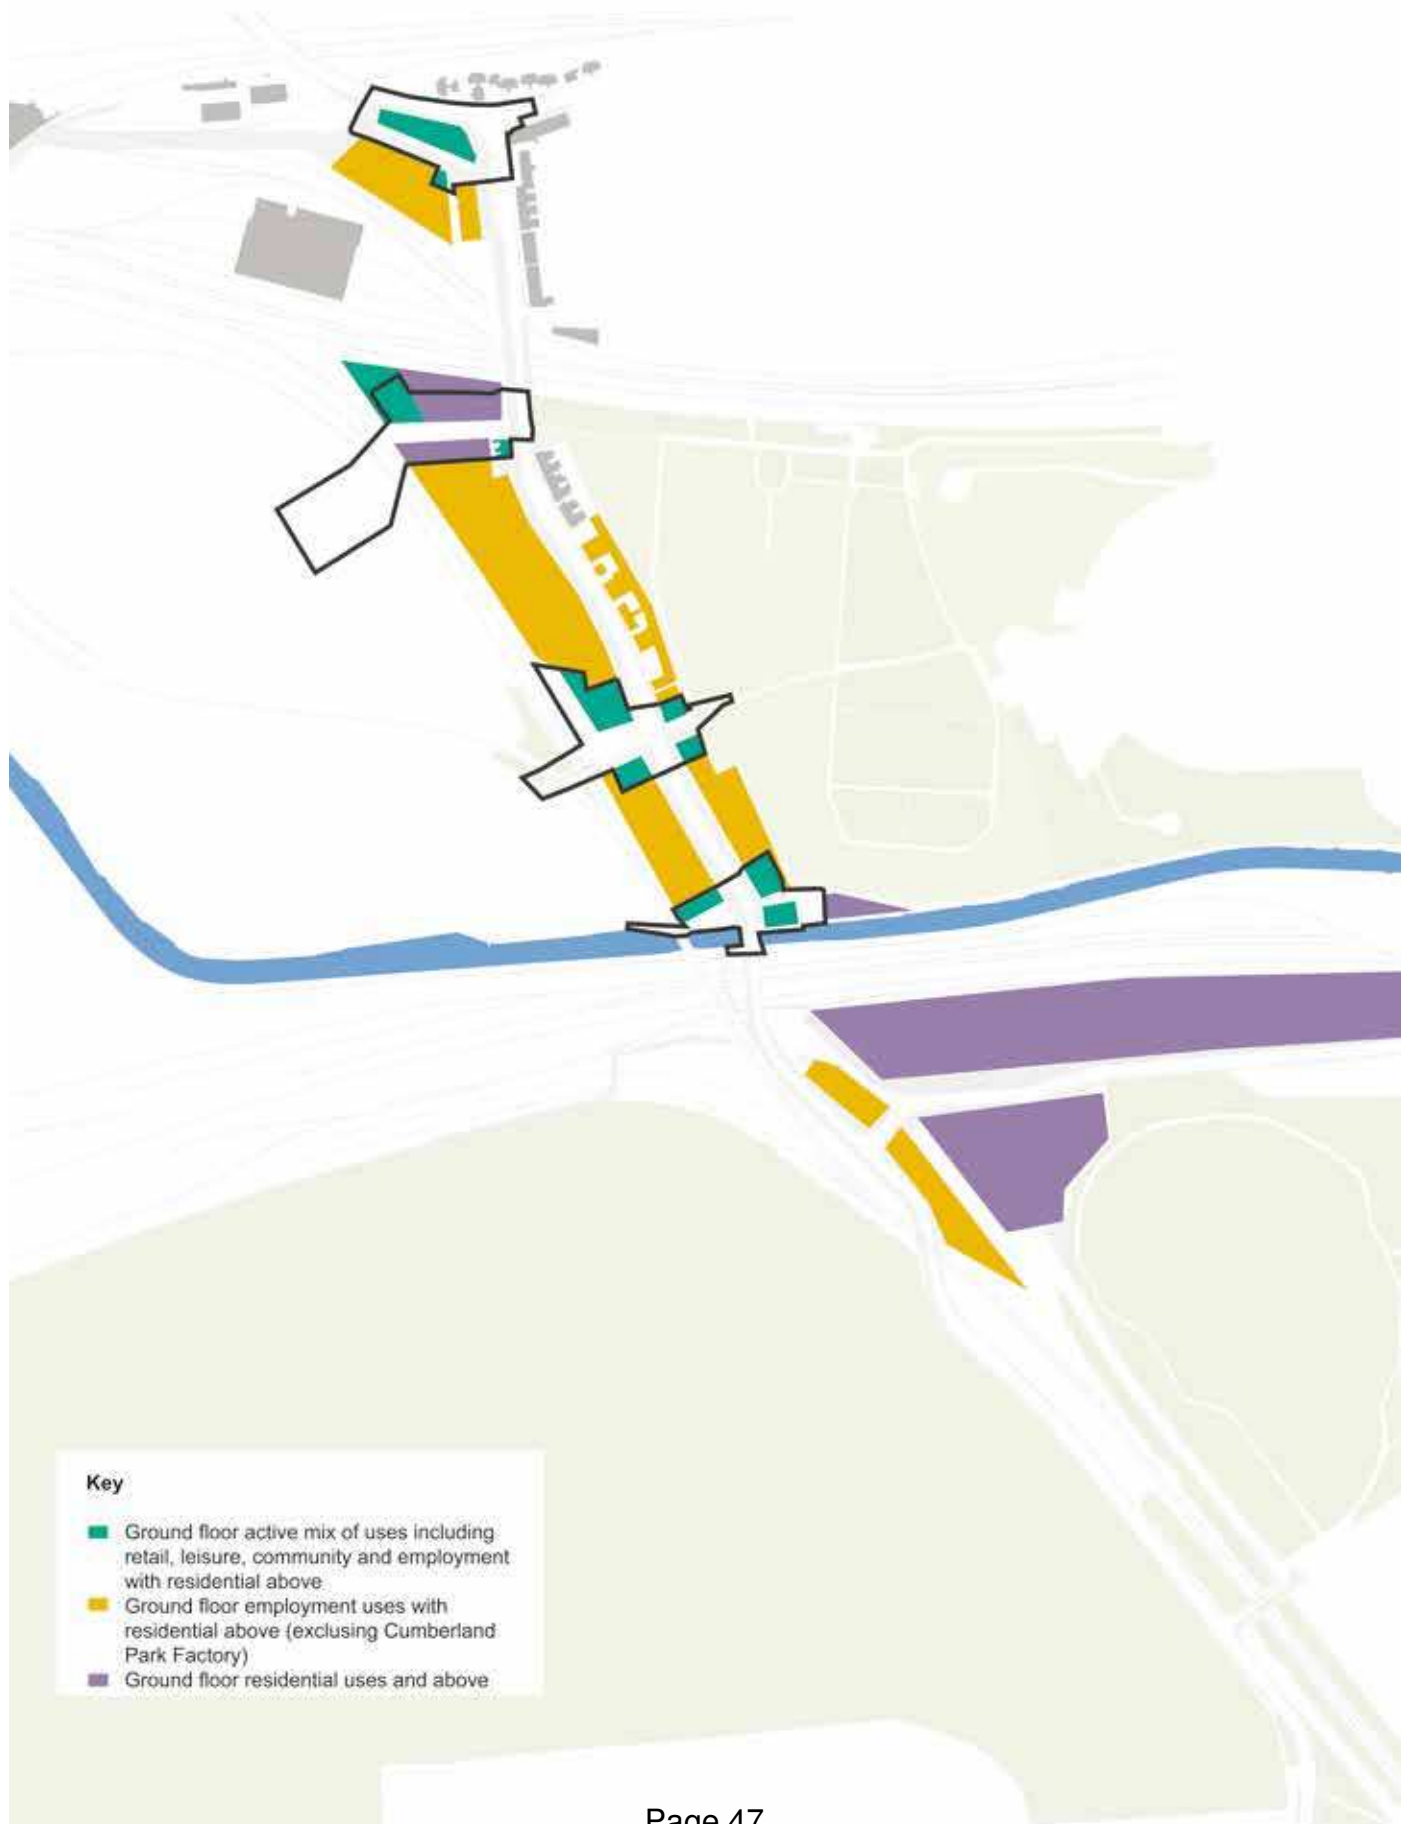 Key
Ground floor active mix of uses including
retail, leisure, community and employment
with residential above
Ground floor employment uses with
residential above (exclusing Cumberland
Park Factory)
Ground floor residential uses and above
Page 47